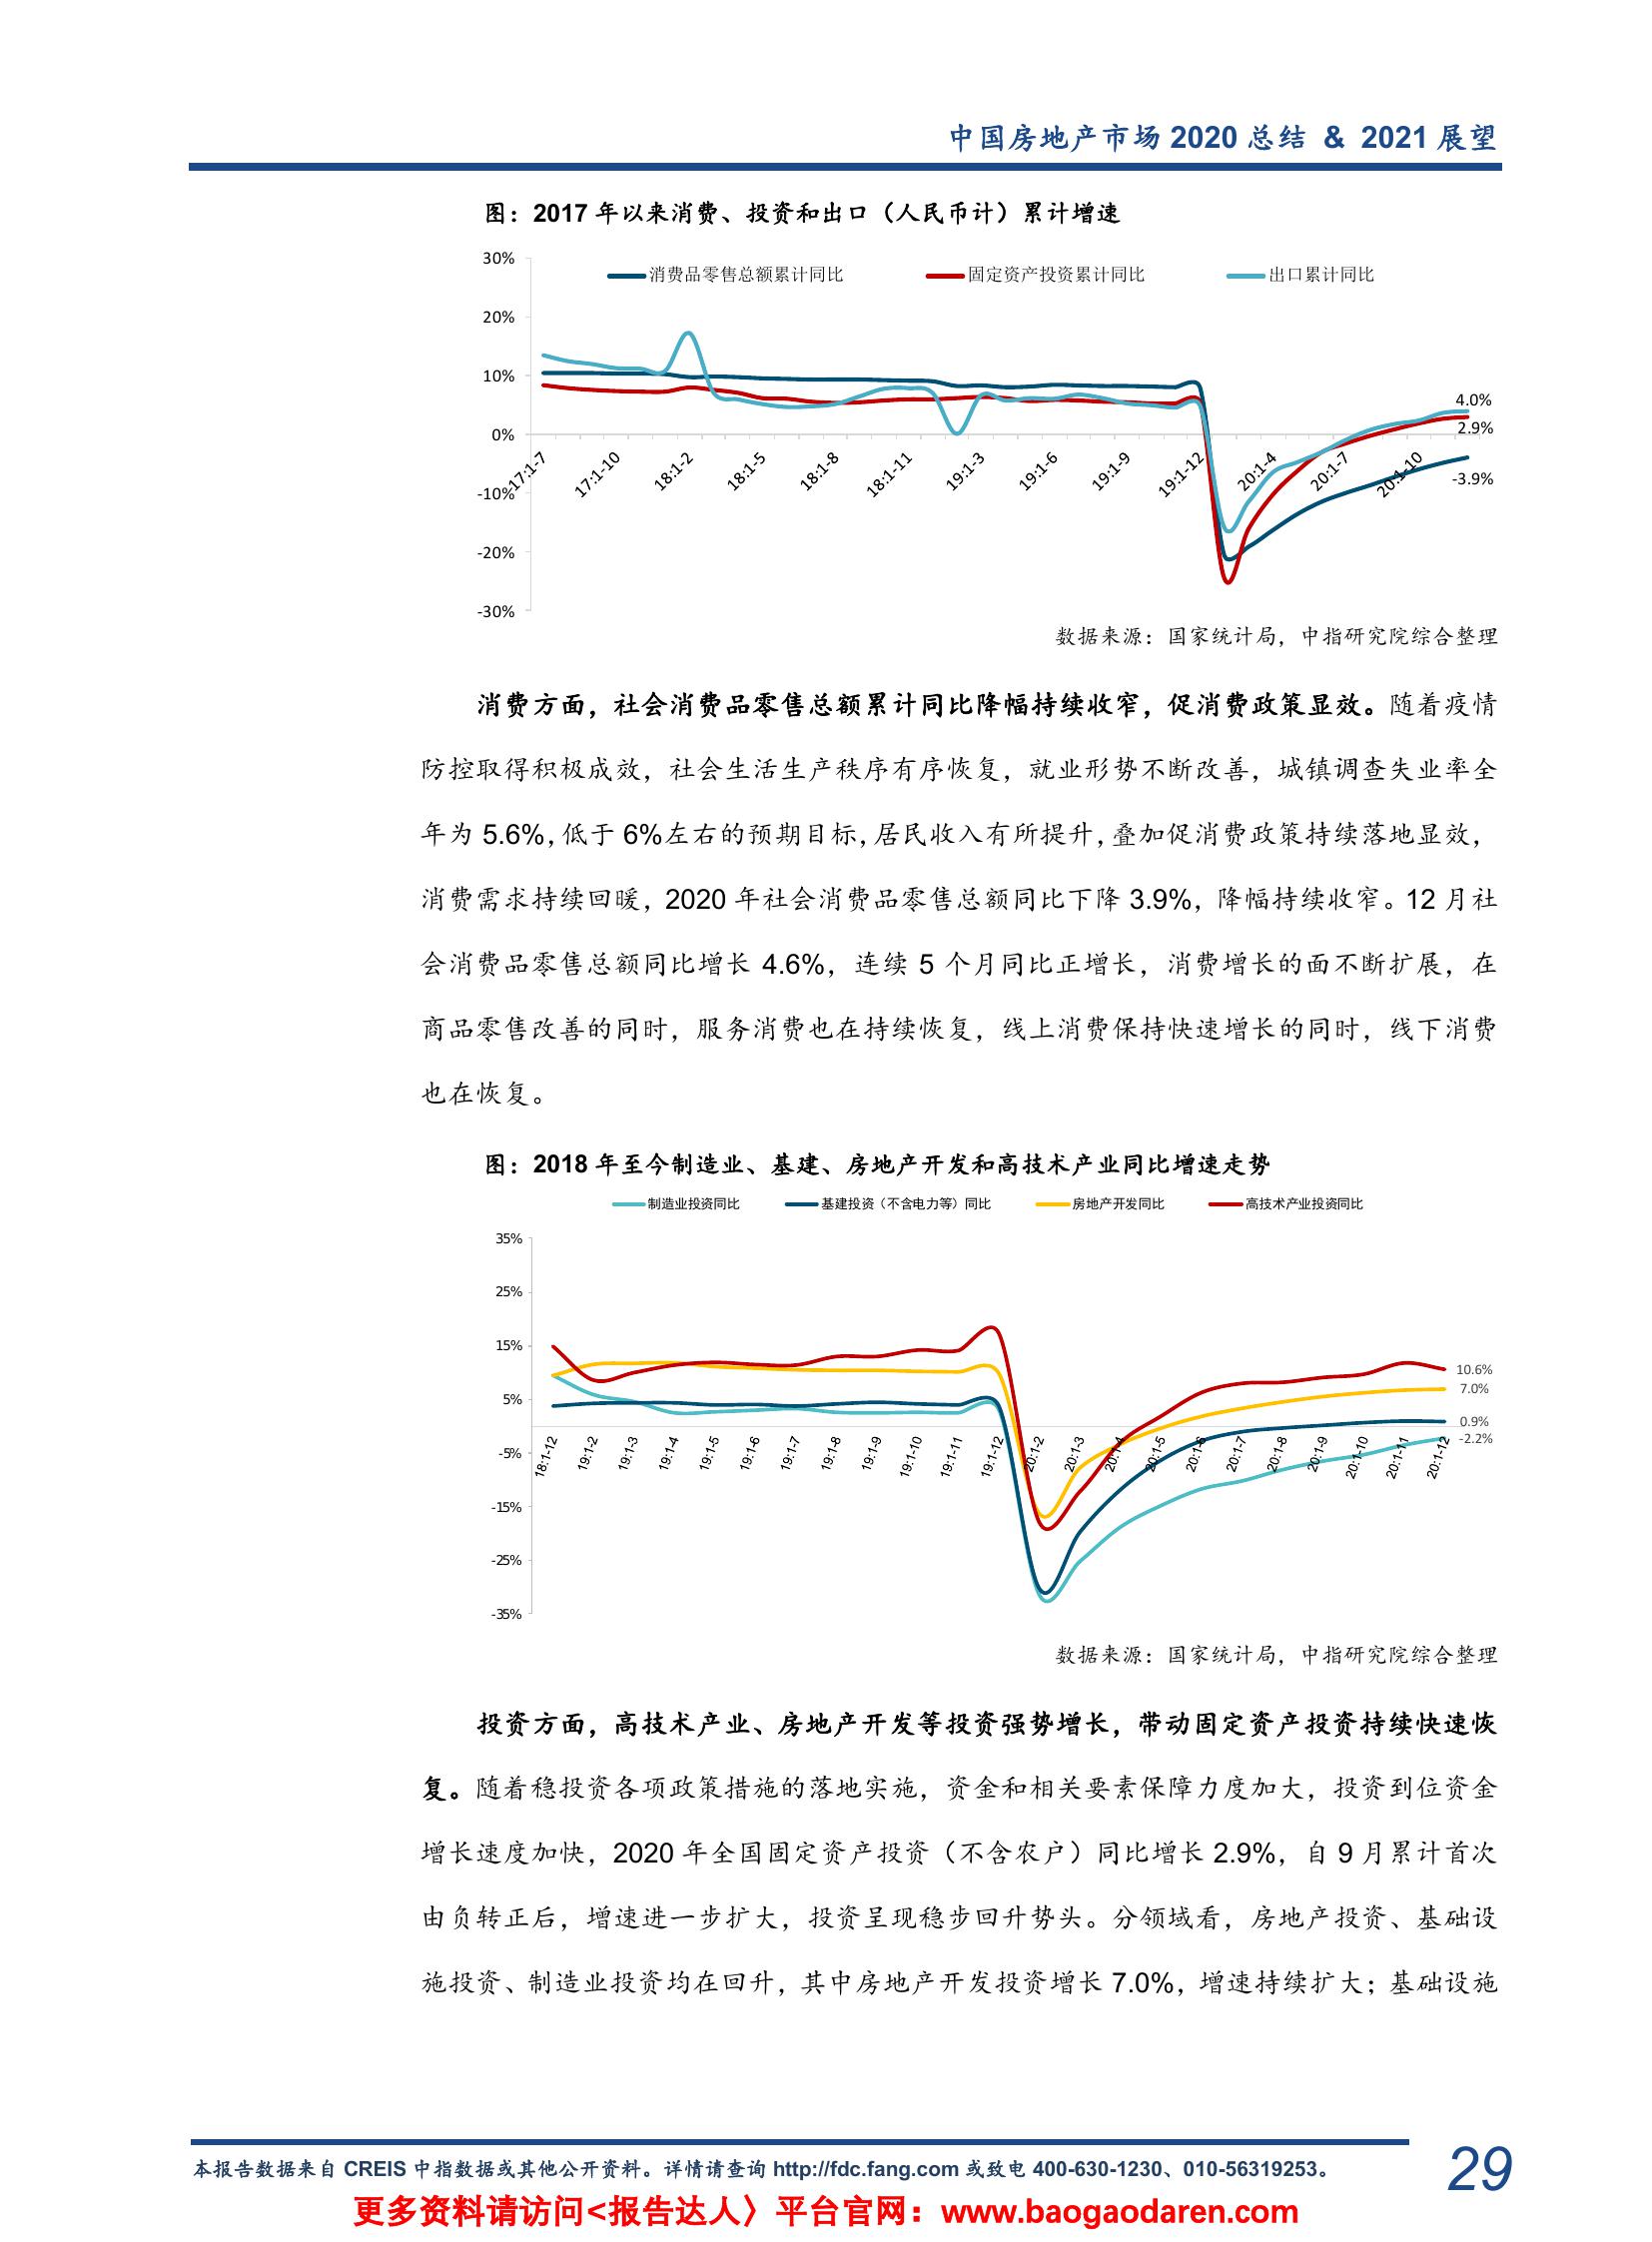 中国房地产市场 2020 总结 & 2021 展望
图：2017 年以来消费、投资和出口（人民币计）累计增速
30%
消费品零售总额累计同比
固定资产投资累计同比
出口累计同比
20%
10%
0%
-10%
-20%
-30%
17:1-7
17:1-10
18:1-2
18:1-5
18:1-8
18:1-11
19:1-3
19:1-6
19:1-9
19:1-12
20:1-4
20:1-7
20:1-10
4.0%
2.9%
-3.9%
数据来源：国家统计局，中指研究院综合整理
消费方面，社会消费品零售总额累计同比降幅持续收窄，促消费政策显效。随着疫情
防控取得积极成效，社会生活生产秩序有序恢复，就业形势不断改善，城镇调查失业率全
年为 5.6%，低于 6%左右的预期目标，居民收入有所提升，叠加促消费政策持续落地显效，
消费需求持续回暖，2020 年社会消费品零售总额同比下降 3.9%，降幅持续收窄。12 月社
会消费品零售总额同比增长 4.6%，连续 5 个月同比正增长，消费增长的面不断扩展，在
商品零售改善的同时，服务消费也在持续恢复，线上消费保持快速增长的同时，线下消费
也在恢复。
图：2018 年至今制造业、基建、房地产开发和高技术产业同比增速走势
制造业投资同比
基建投资（不含电力等）同比
房地产开发同比
高技术产业投资同比
35%
25%
15%
5%
-5%
-15%
-25%
-35%
18:1-12
19:1-2
19:1-3
19:1-4
19:1-5
19:1-6
19:1-7
19:1-8
19:1-9
19:1-10
19:1-11
19:1-12
20:1-2
20:1-3
20:1-4
20:1-5
20:1-6
20:1-7
20:1-8
20:1-9
20:1-10
20:1-11
20:1-12
10.6%
7.0%
0.9%
-2.2%
数据来源：国家统计局，中指研究院综合整理
投资方面，高技术产业、房地产开发等投资强势增长，带动固定资产投资持续快速恢
复。随着稳投资各项政策措施的落地实施，资金和相关要素保障力度加大，投资到位资金
增长速度加快，2020 年全国固定资产投资（不含农户）同比增长 2.9%，自 9 月累计首次
由负转正后，增速进一步扩大，投资呈现稳步回升势头。分领域看，房地产投资、基础设
施投资、制造业投资均在回升，其中房地产开发投资增长 7.0%，增速持续扩大；基础设施
本报告数据来自 CREIS 中指数据或其他公开资料。详情请查询 http://fdc.fang.com 或致电 400-630-1230、010-56319253。
29
更多资料请访问<报告达人〉平台官网：www.baogaodaren.com